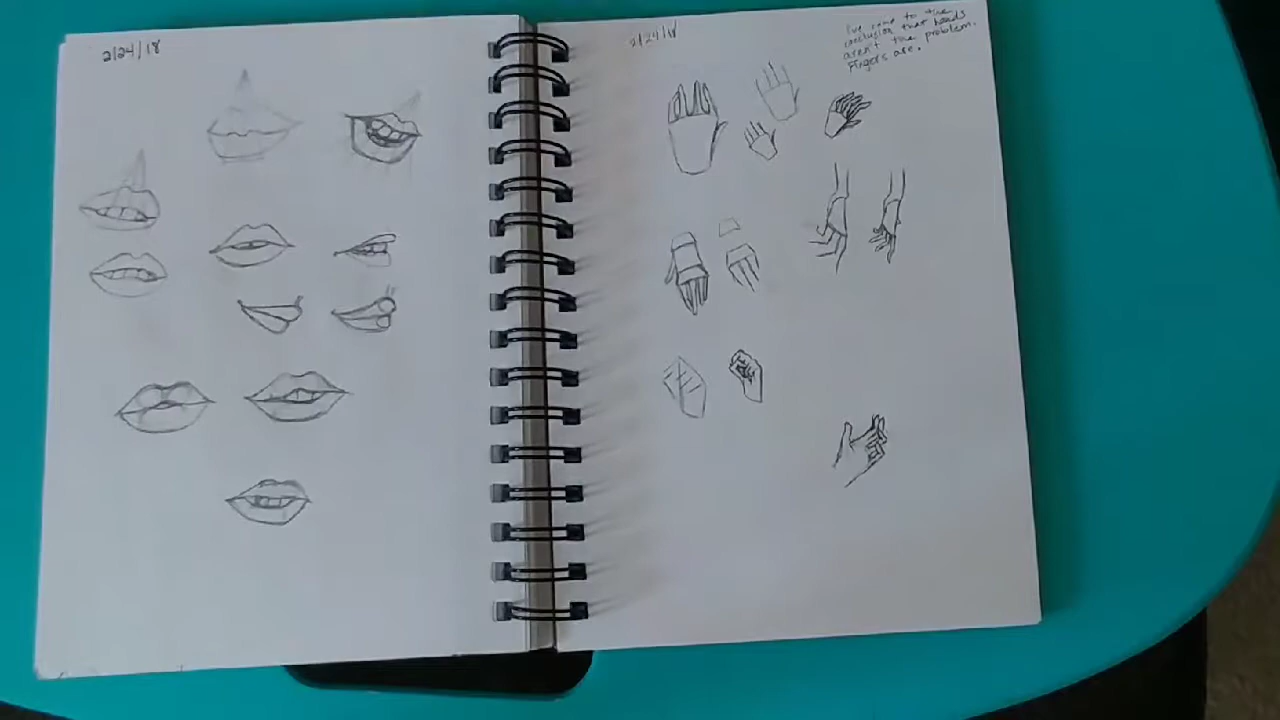 2/24/18
2/24/18
I've come to the
conclusion that hands
aren't the problem.
Fingers are.